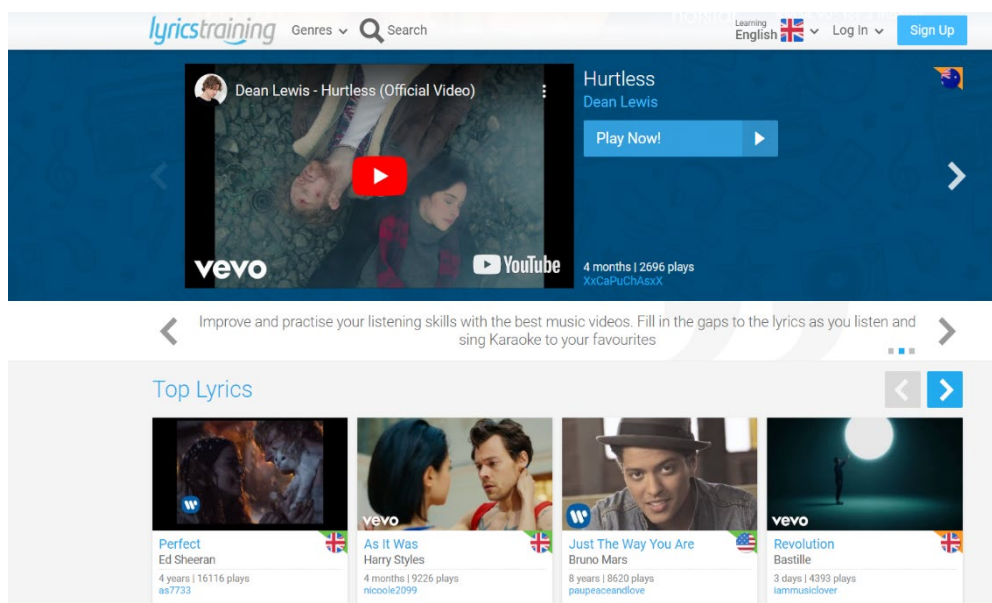 lyricstraining Genres Search Learning English Log In Sign Up
Dean Lewis - Hurtless (Official Video)
vevo
YouTube
Hurtless
Dean Lewis
Play Now!
4 months | 2696 plays
XxCaPuChAsxX
Improve and practise your listening skills with the best music videos. Fill in the gaps to the lyrics as you listen and
sing Karaoke to your favourites
Top Lyrics
Perfect
Ed Sheeran
4 years | 16116 plays
as7733
vevo
As It Was
Harry Styles
4 months | 9226 plays
nicoole2099
Just The Way You Are
Bruno Mars
8 years | 8620 plays
paupeaceandlove
vevo
Revolution
Bastille
3 days | 4393 plays
iammusiclover